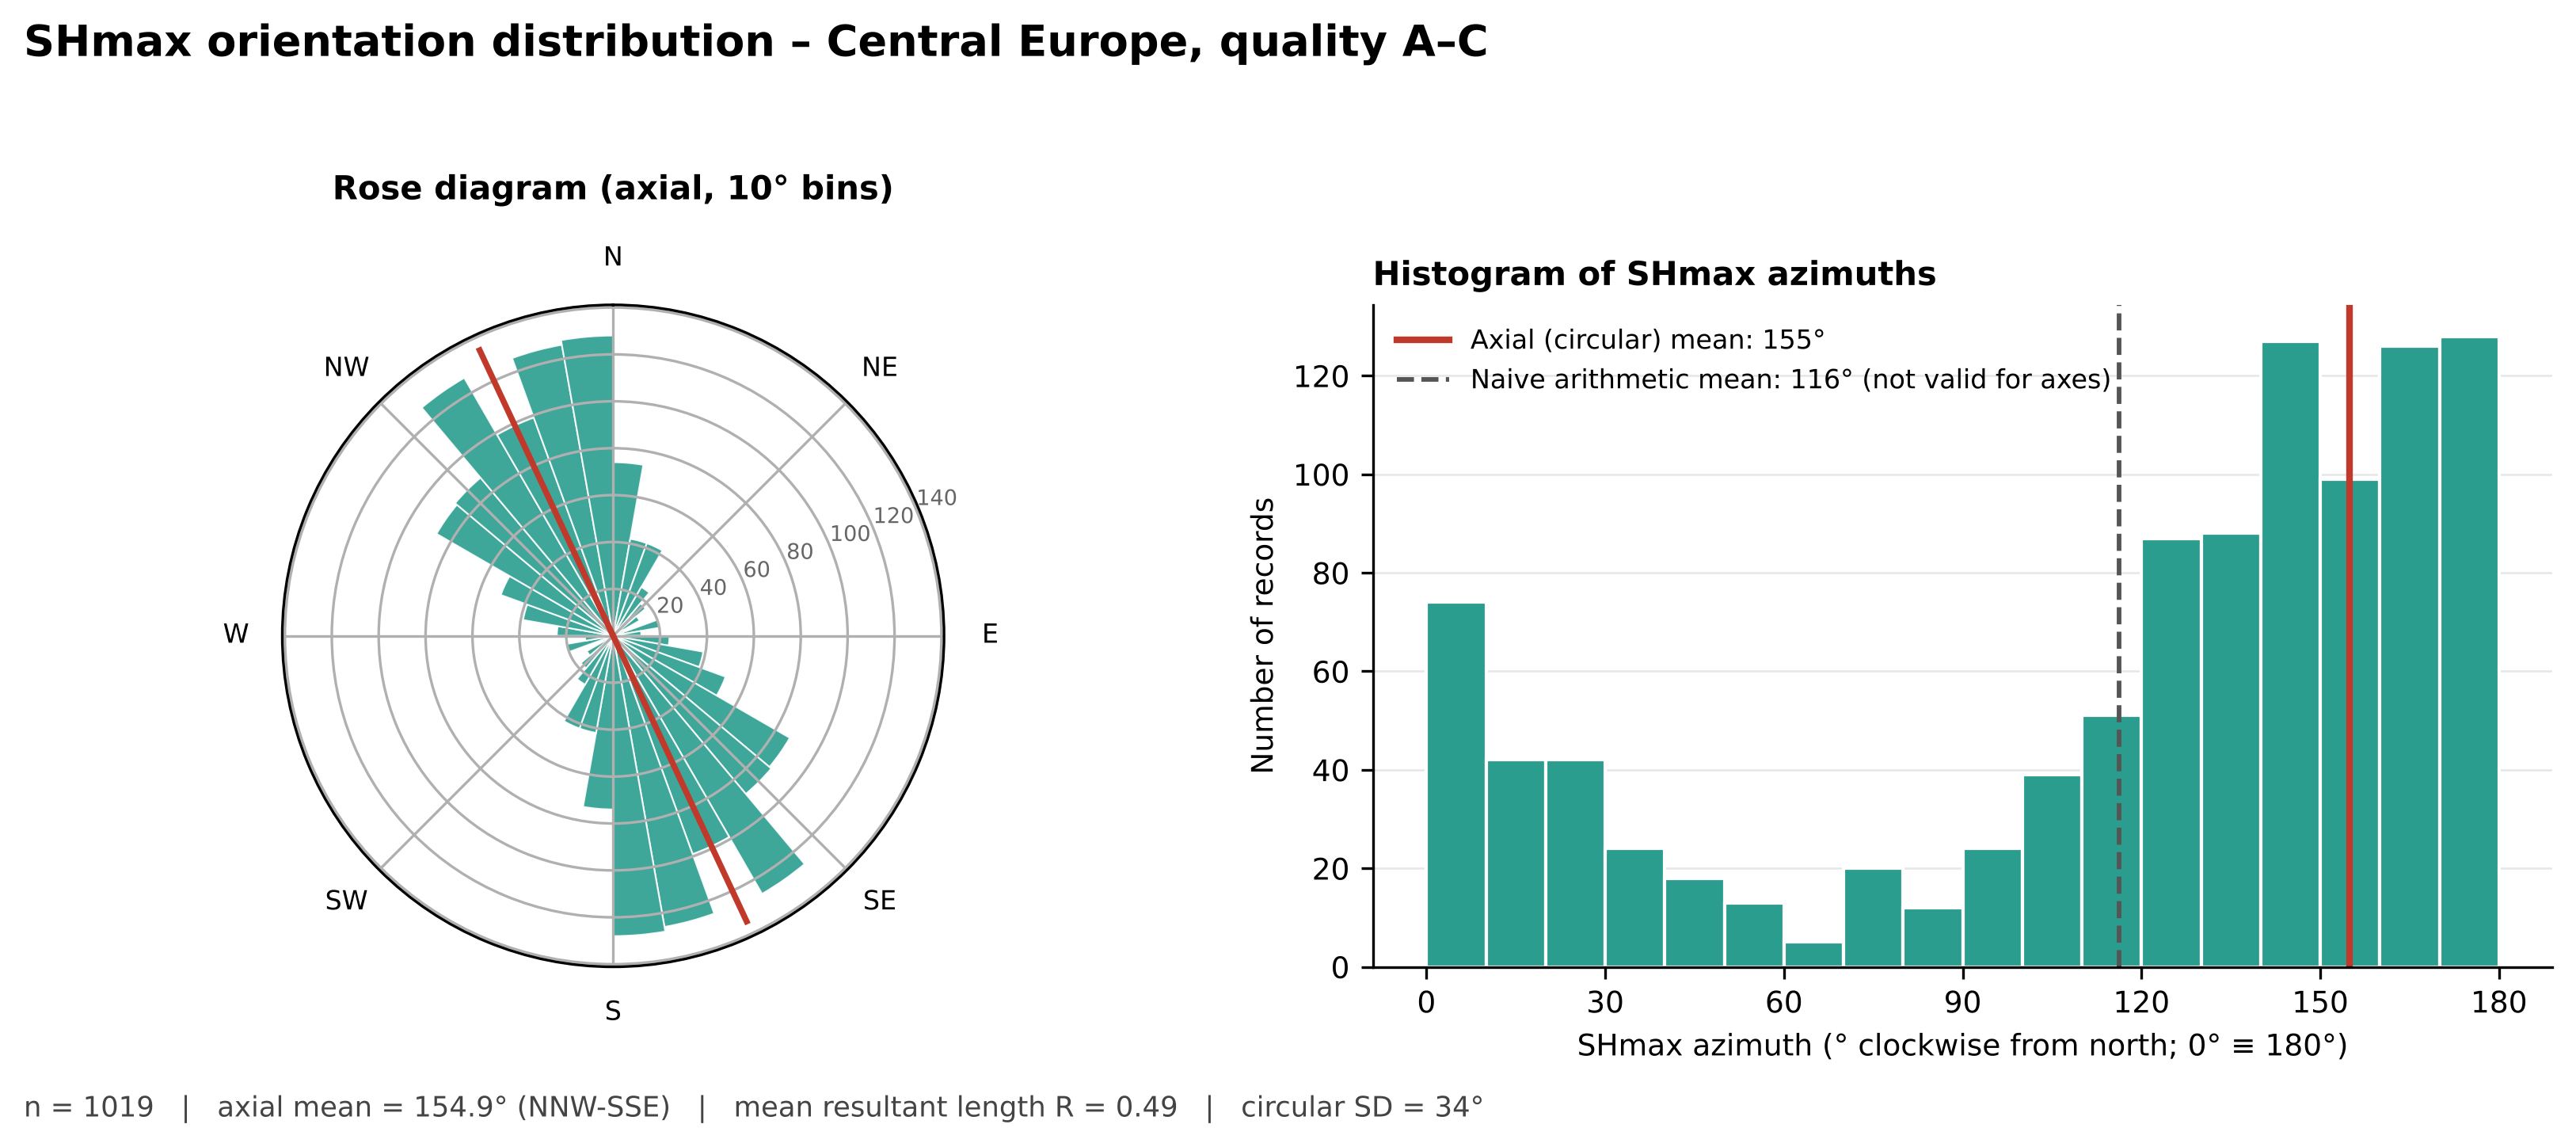 SHmax orientation distribution – Central Europe, quality A–C
Rose diagram (axial, 10° bins)
N
NW
NE
W
E
SW
SE
S
20
40
60
80
100
120
140
Histogram of SHmax azimuths
Axial (circular) mean: 155°
Naive arithmetic mean: 116° (not valid for axes)
Number of records
120
100
80
60
40
20
0
0 30 60 90 120 150 180
SHmax azimuth (° clockwise from north; 0° ≡ 180°)
n = 1019 | axial mean = 154.9° (NNW-SSE) | mean resultant length R = 0.49 | circular SD = 34°